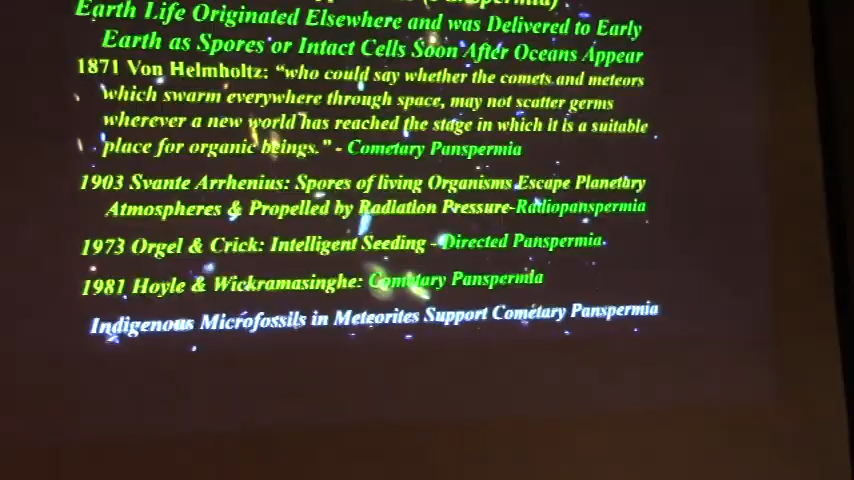 Earth Life Originated Elsewhere and was Delivered to Early
Earth as Spores or Intact Cells Soon After Oceans Appear
1871 Von Helmholtz: "who could say whether the comets and meteors
which swarm everywhere through space, may not scatter germs
wherever a new world has reached the stage in which it is a suitable
place for organic beings." - Cometary Panspermia
1903 Svante Arrhenius: Spores of living Organisms Escape Planetary
Atmospheres & Propelled by Radiation Pressure-Radiopanspermia
1973 Orgel & Crick: Intelligent Seeding - Directed Panspermia.
1981 Hoyle & Wickramasinghe: Cometary Panspermia
Indigenous Microfossils in Meteorites Support Cometary Panspermia